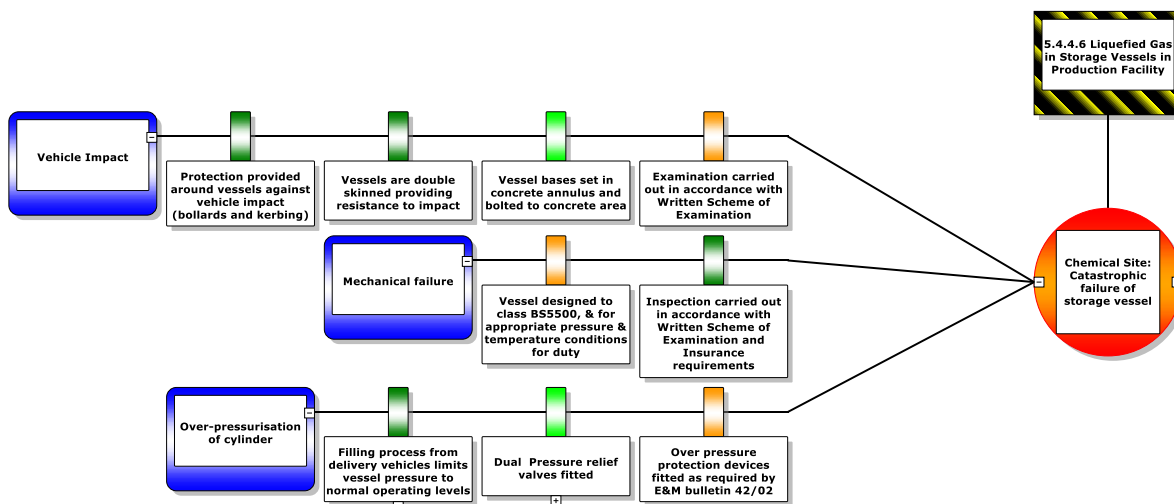 5.4.4.6 Liquefied Gas
in Storage Vessels in
Production Facility
Vehicle Impact
Protection provided
around vessels against
vehicle impact
(bollards and kerbing)
Vessels are double
skinned providing
resistance to impact
Vessel bases set in
concrete annulus and
bolted to concrete area
Examination carried
out in accordance with
Written Scheme of
Examination
Mechanical failure
Vessel designed to
class BS5500, & for
appropriate pressure &
temperature conditions
for duty
Inspection carried out
in accordance with
Written Scheme of
Examination and
Insurance
requirements
Chemical Site:
Catastrophic
failure of
storage vessel
Over-pressurisation
of cylinder
Filling process from
delivery vehicles limits
vessel pressure to
normal operating levels
Dual Pressure relief
valves fitted
Over pressure
protection devices
fitted as required by
E&M bulletin 42/02